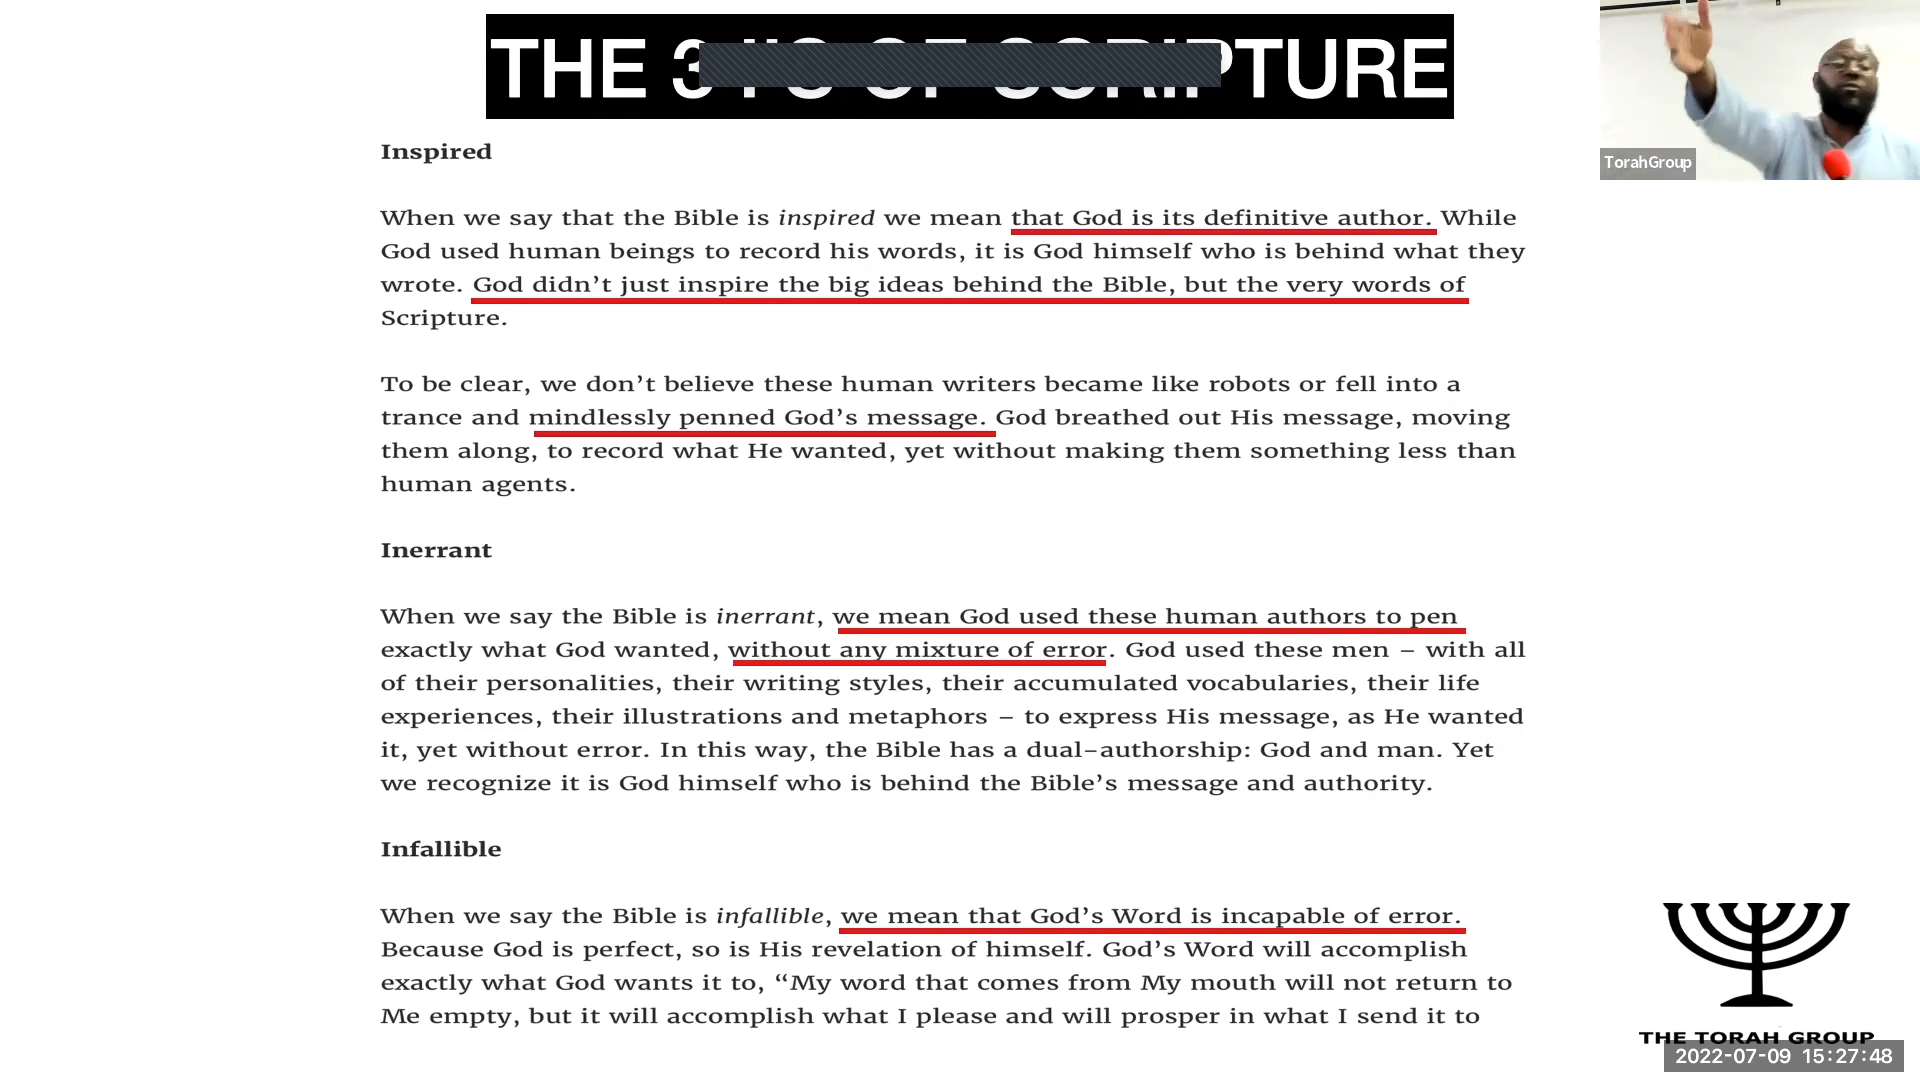 THE 3 I'S OF SCRIPTURE
TorahGroup
Inspired
When we say that the Bible is inspired we mean that God is its definitive author. While
God used human beings to record his words, it is God himself who is behind what they
wrote. God didn’t just inspire the big ideas behind the Bible, but the very words of
Scripture.
To be clear, we don’t believe these human writers became like robots or fell into a
trance and mindlessly penned God’s message. God breathed out His message, moving
them along, to record what He wanted, yet without making them something less than
human agents.
Inerrant
When we say the Bible is inerrant, we mean God used these human authors to pen
exactly what God wanted, without any mixture of error. God used these men – with all
of their personalities, their writing styles, their accumulated vocabularies, their life
experiences, their illustrations and metaphors – to express His message, as He wanted
it, yet without error. In this way, the Bible has a dual–authorship: God and man. Yet
we recognize it is God himself who is behind the Bible’s message and authority.
Infallible
When we say the Bible is infallible, we mean that God’s Word is incapable of error.
Because God is perfect, so is His revelation of himself. God’s Word will accomplish
exactly what God wants it to, “My word that comes from My mouth will not return to
Me empty, but it will accomplish what I please and will prosper in what I send it to
THE TORAH GROUP
2022-07-09 15:27:48